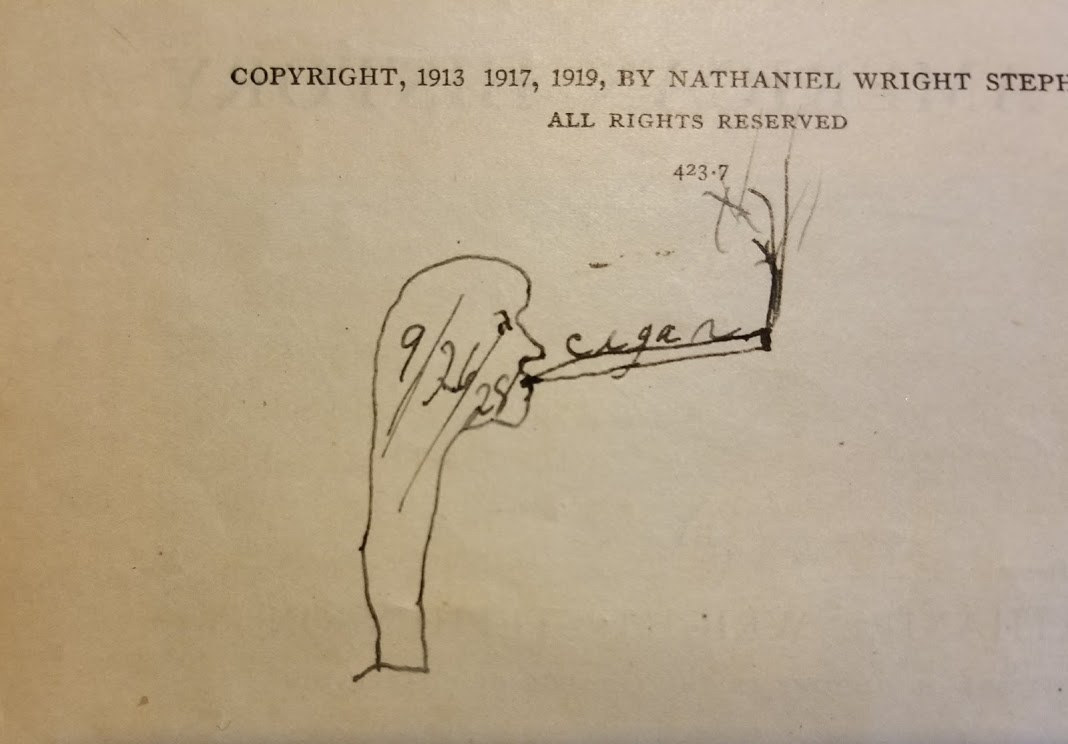 COPYRIGHT, 1913 1917, 1919, BY NATHANIEL WRIGHT STEPH
ALL RIGHTS RESERVED
423.7
cigar
9/26/28